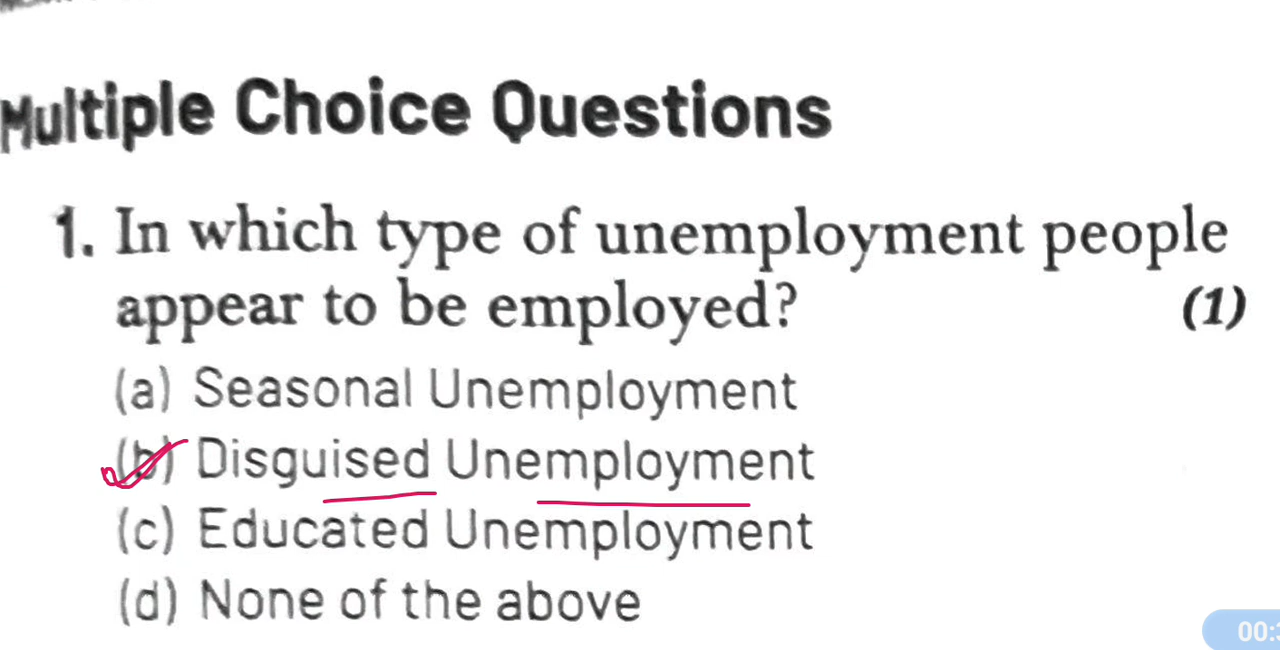 Multiple Choice Questions
1. In which type of unemployment people
appear to be employed? (1)
(a) Seasonal Unemployment
(b) Disguised Unemployment
(c) Educated Unemployment
(d) None of the above